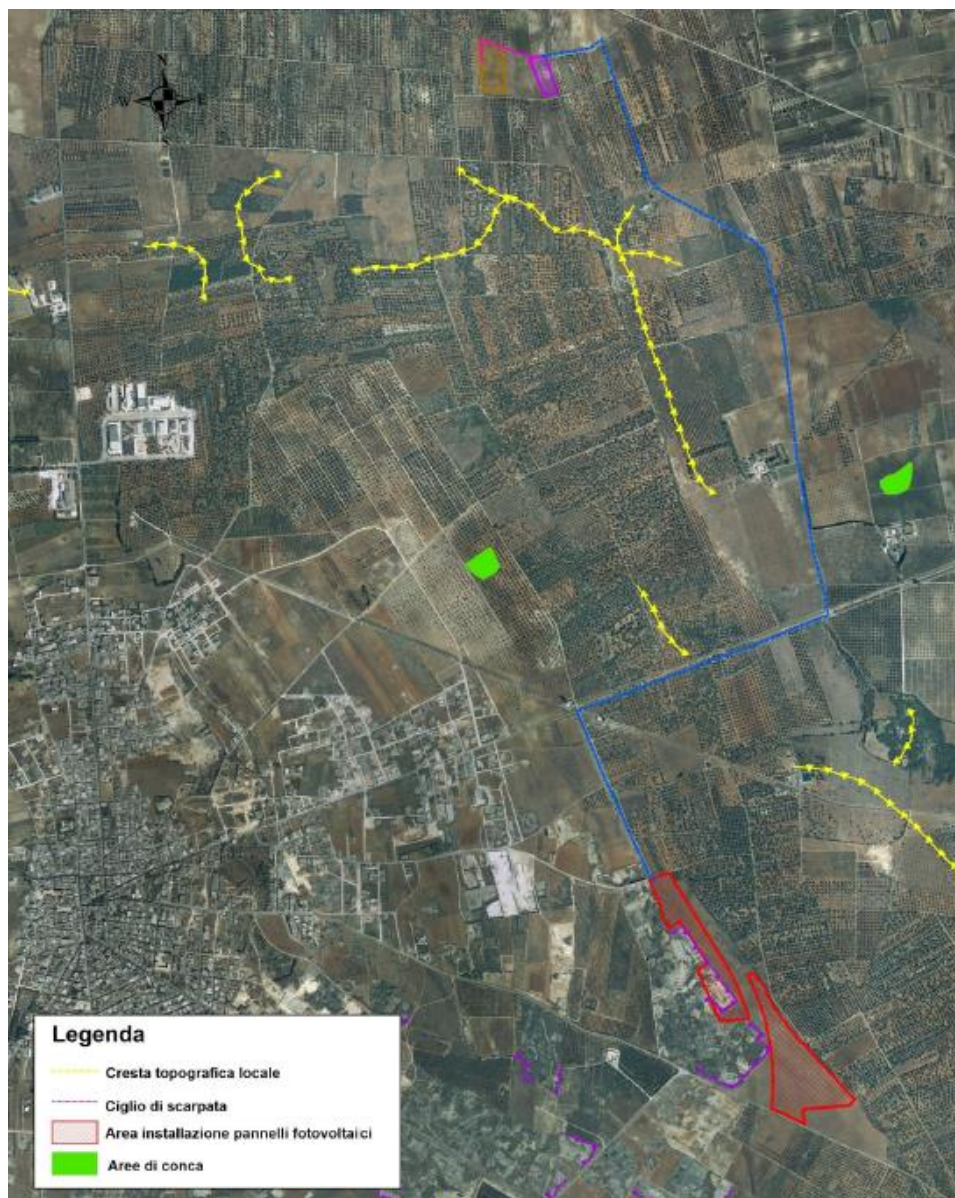 N
W E
Legenda
Cresta topografica locale
Ciglio di scarpata
Area installazione pannelli fotovoltaici
Aree di conca